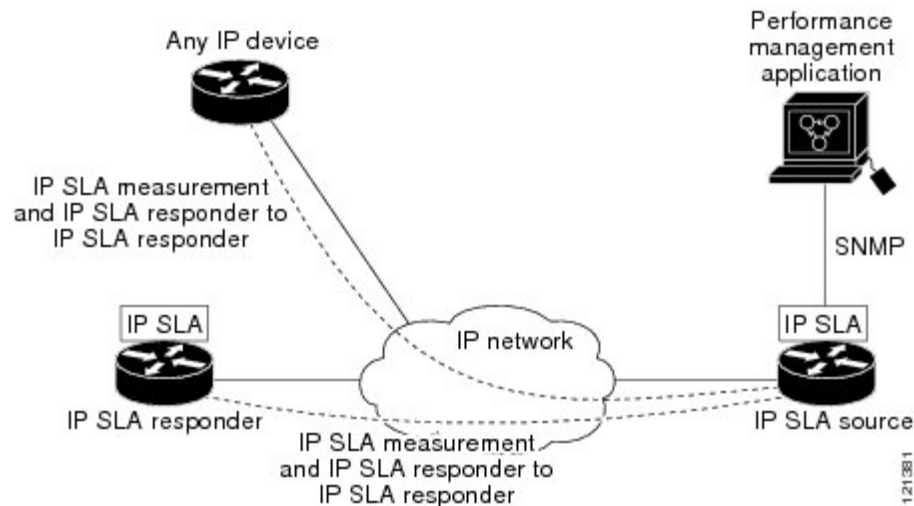 Any IP device
Performance
management
application
IP SLA measurement
and IP SLA responder to
IP SLA responder
SNMP
IP SLA
IP network
IP SLA
IP SLA responder
IP SLA source
IP SLA measurement
and IP SLA responder to
IP SLA responder
121381